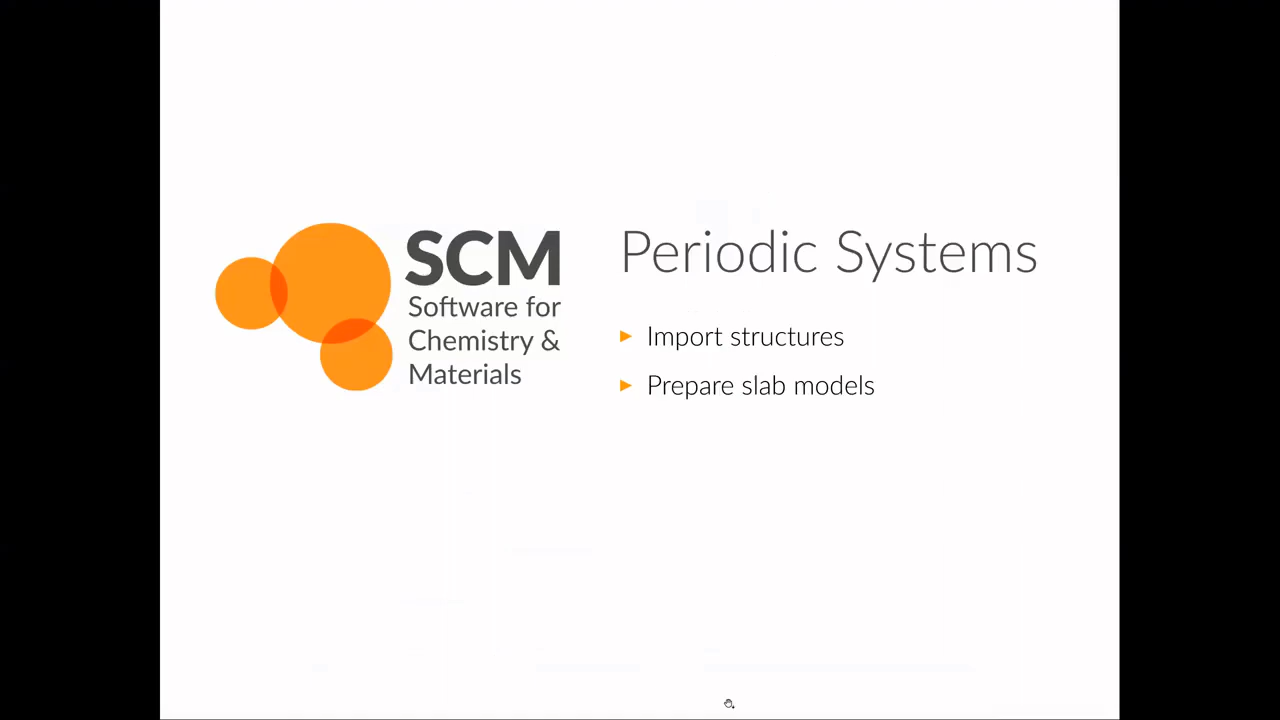 SCM
Software for
Chemistry &
Materials
Periodic Systems
Import structures
Prepare slab models